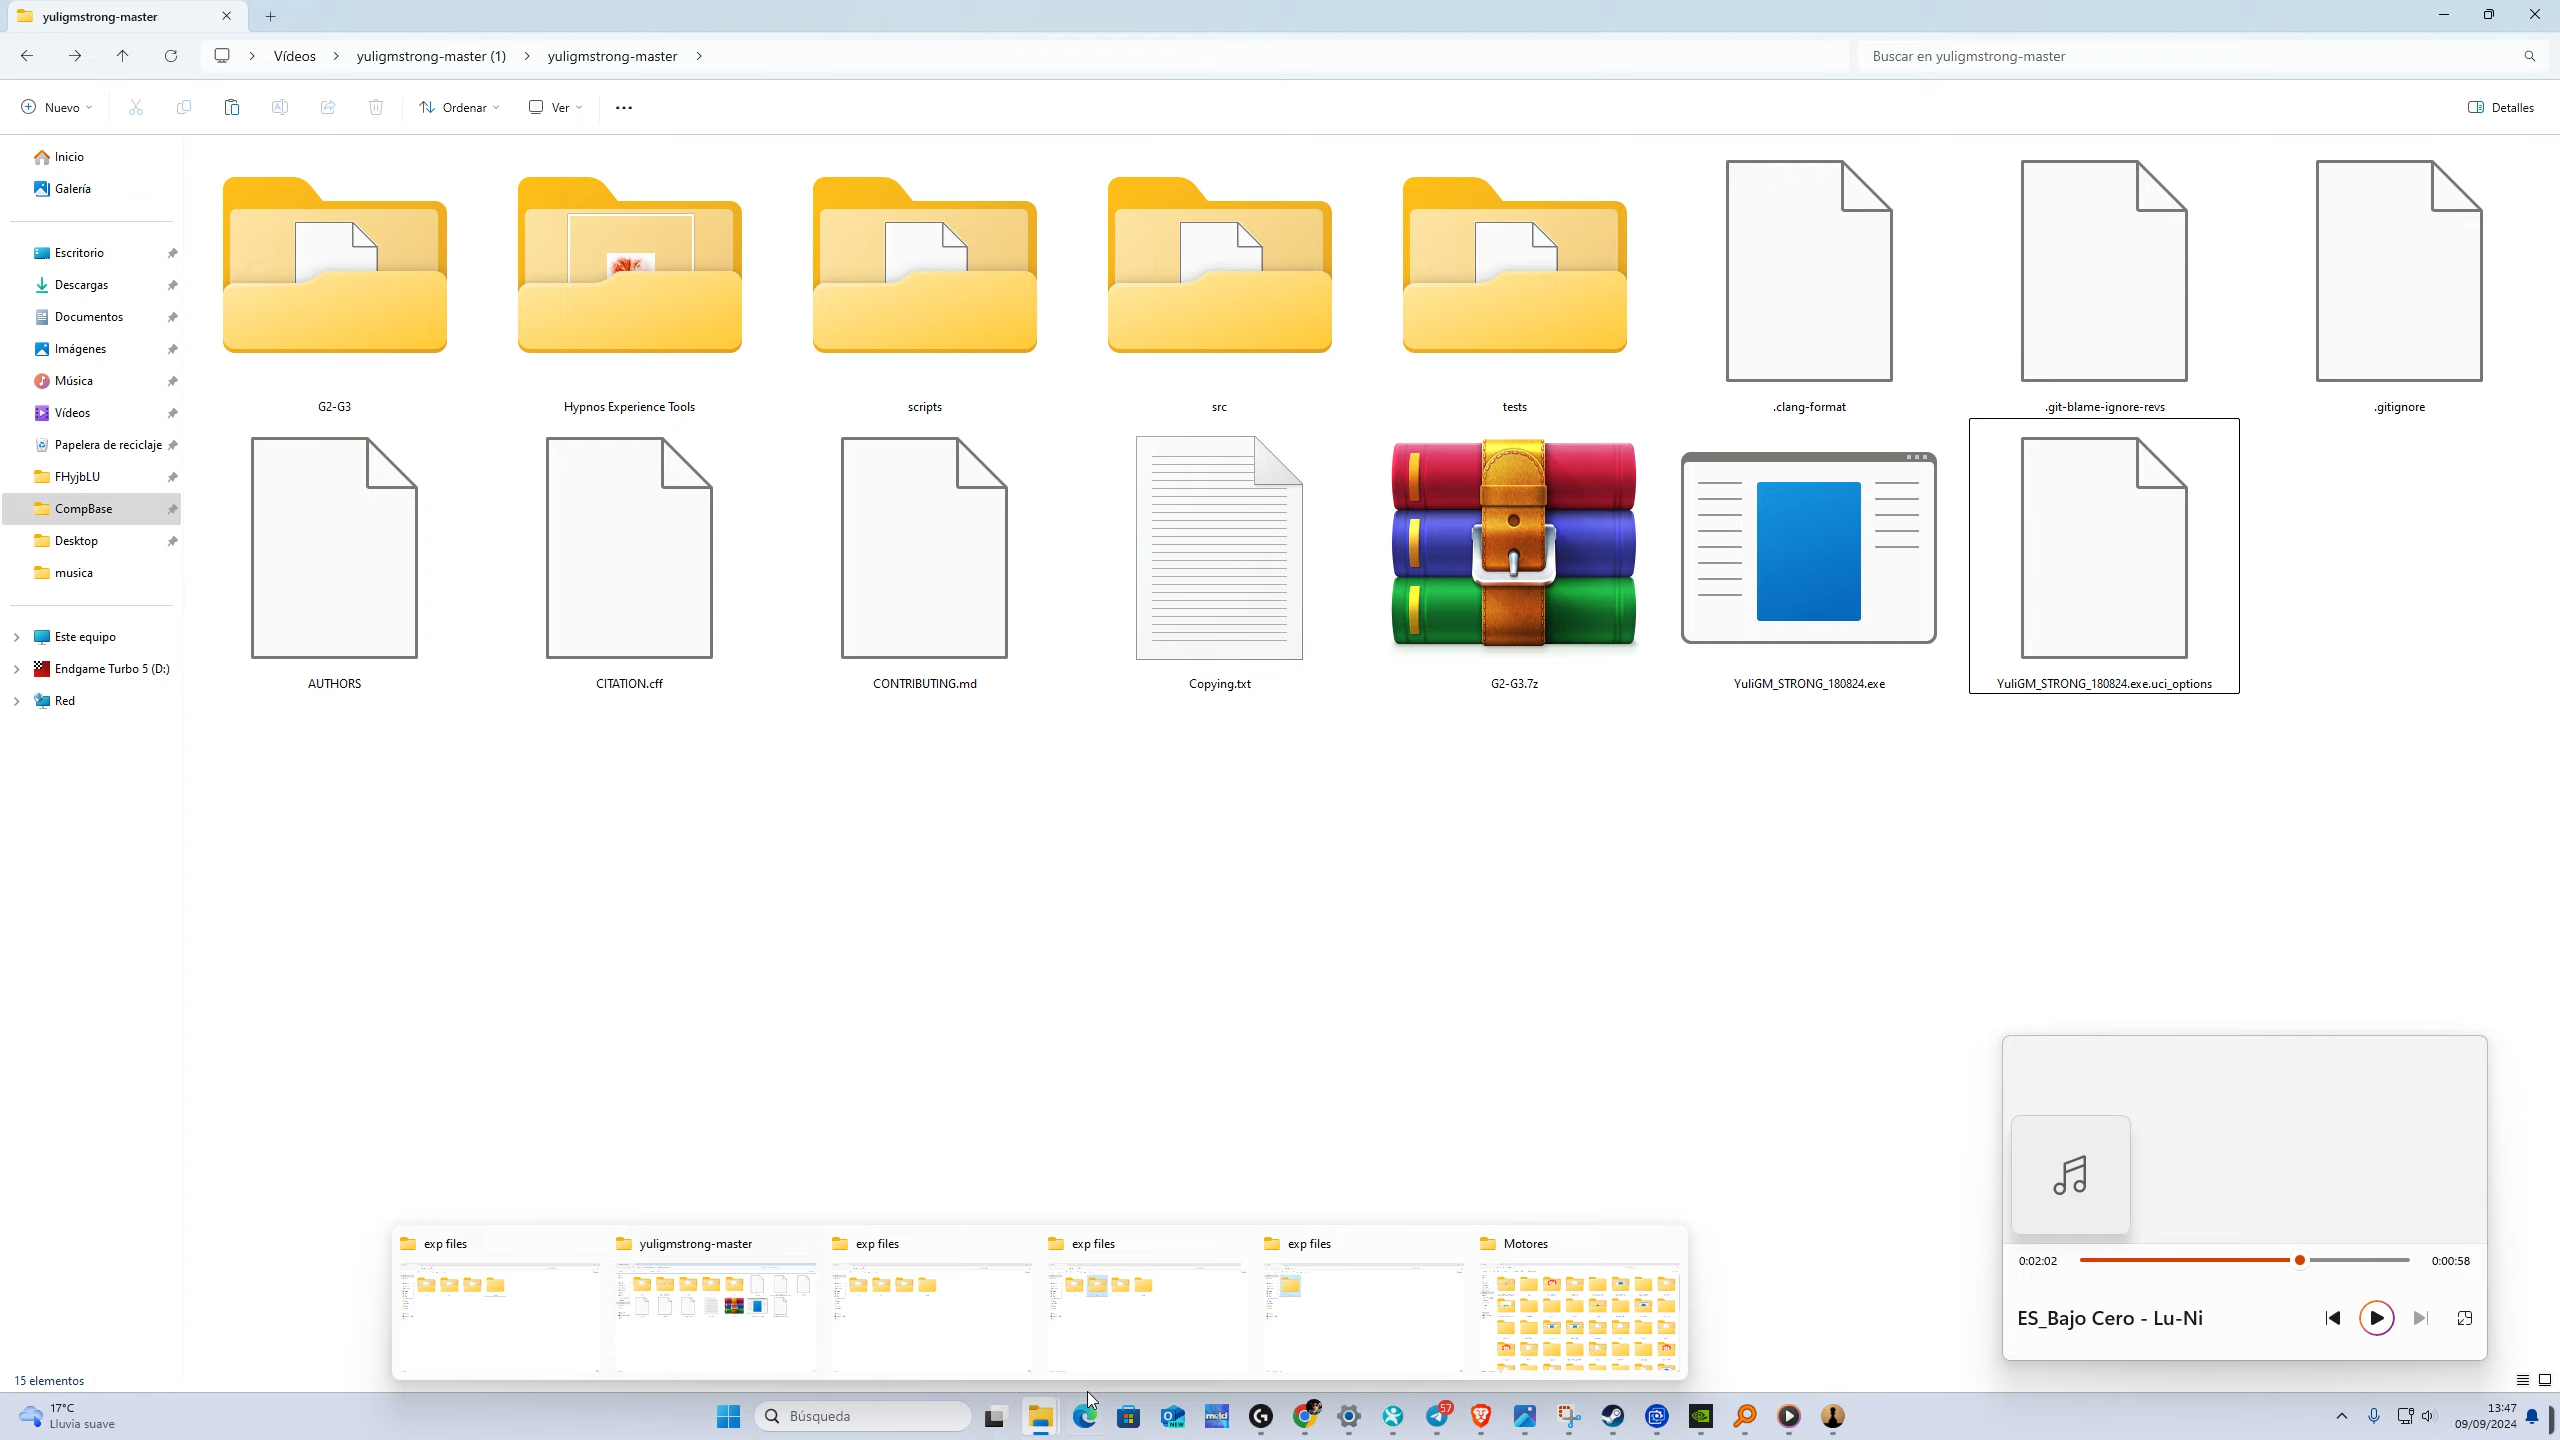 yuligmstrong-master
Vídeos
yuligmstrong-master (1)
yuligmstrong-master
Buscar en yuligmstrong-master
Nuevo
Ordenar
Ver
Detalles
Inicio
Galería
Escritorio
Descargas
Documentos
Imágenes
Música
Vídeos
Papelera de reciclaje
FHyjbLU
CompBase
Desktop
musica
Este equipo
Endgame Turbo 5 (D:)
Red
G2-G3
Hypnos Experience Tools
scripts
src
tests
.clang-format
.git-blame-ignore-revs
.gitignore
AUTHORS
CITATION.cff
CONTRIBUTING.md
Copying.txt
G2-G3.7z
YuliGM_STRONG_180824.exe
YuliGM_STRONG_180824.exe.uci_options
exp files
yuligmstrong-master
exp files
exp files
exp files
Motores
0:02:02
0:00:58
ES_Bajo Cero - Lu-Ni
15 elementos
17°C
Lluvia suave
Búsqueda
NEW
meld
57
13:47
09/09/2024